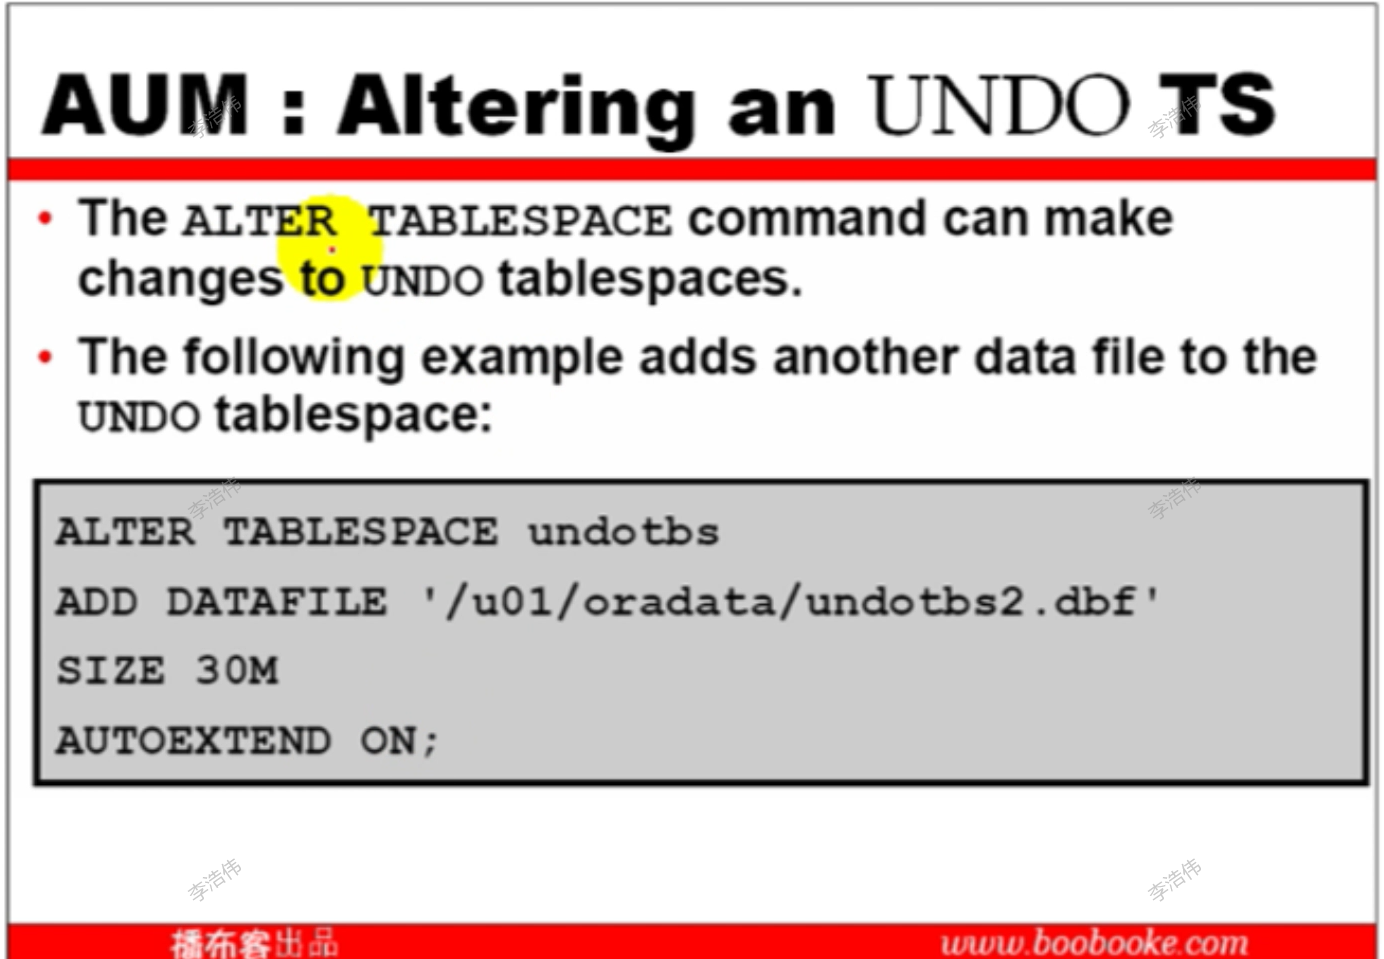 AUM : Altering an UNDO TS
• The ALTER TABLESPACE command can make
changes to UNDO tablespaces.
• The following example adds another data file to the
UNDO tablespace:
ALTER TABLESPACE undotbs
ADD DATAFILE '/u01/oradata/undotbs2.dbf'
SIZE 30M
AUTOEXTEND ON;
李浩伟
李浩伟
李浩伟
李浩伟
李浩伟
李浩伟
播布客出品
www.boobooke.com